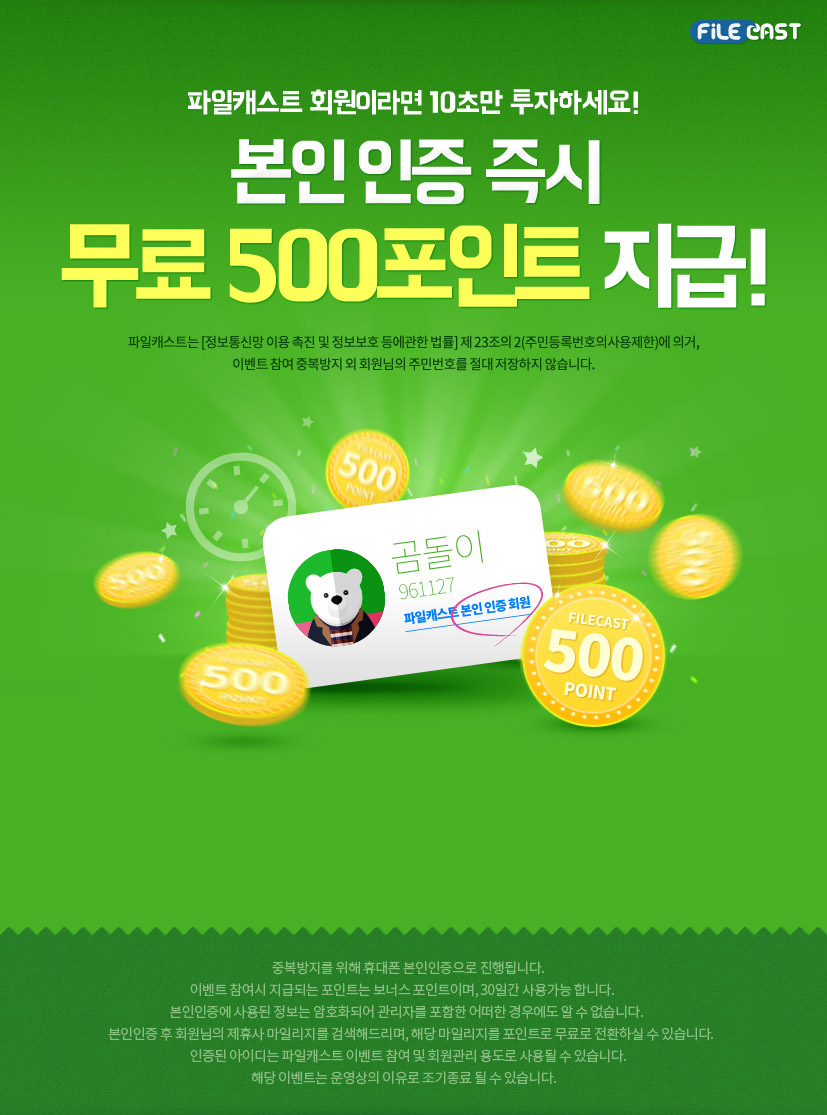 FiLE CAST
파일캐스트 회원이라면 10초만 투자하세요!
본인 인증 즉시
무료 500포인트 지급!
파일캐스트는 [정보통신망 이용 촉진 및 정보보호 등에관한 법률] 제 23조의 2(주민등록번호의사용제한)에 의거,
이벤트 참여 중복방지 외 회원님의 주민번호를 절대 저장하지 않습니다.
FILECAST
500
POINT
500
500
POINT
곰돌이
961127
파일캐스트 본인 인증 회원
500
FILECAST
500
POINT
500
중복방지를 위해 휴대폰 본인인증으로 진행됩니다.
이벤트 참여시 지급되는 포인트는 보너스 포인트이며, 30일간 사용가능 합니다.
본인인증에 사용된 정보는 암호화되어 관리자를 포함한 어떠한 경우에도 알 수 없습니다.
본인인증 후 회원님의 제휴사 마일리지를 검색해드리며, 해당 마일리지를 포인트로 무료로 전환하실 수 있습니다.
인증된 아이디는 파일캐스트 이벤트 참여 및 회원관리 용도로 사용될 수 있습니다.
해당 이벤트는 운영상의 이유로 조기종료 될 수 있습니다.